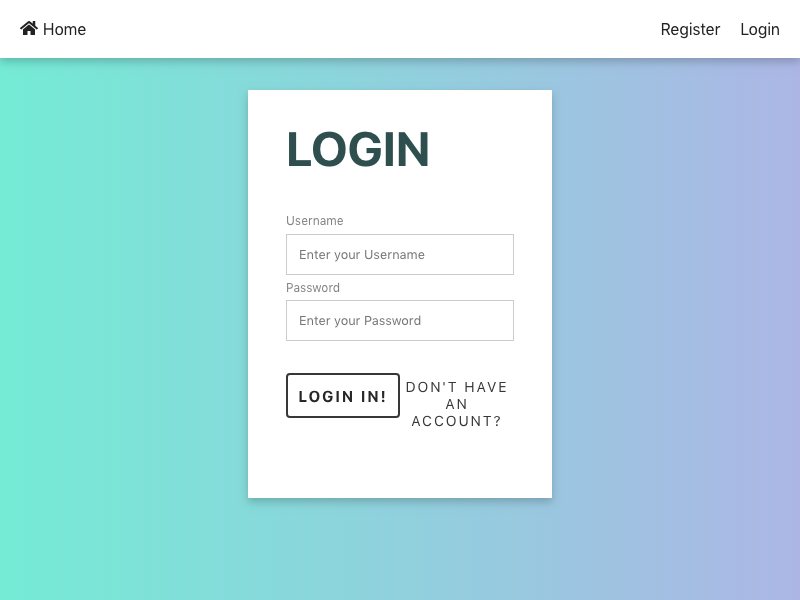 Home
Register
Login
LOGIN
Username
Enter your Username
Password
Enter your Password
LOGIN IN!
DON'T HAVE
AN
ACCOUNT?